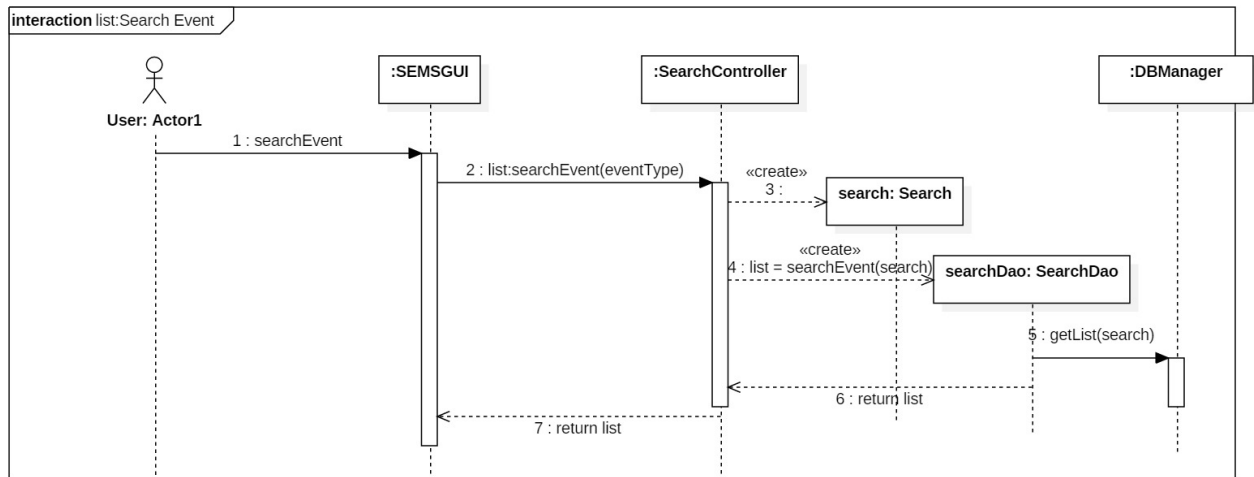 interaction list:Search Event
:SEMSGUI
:SearchController
:DBManager
User: Actor1
1 : searchEvent
2 : list:searchEvent(eventType)
«create»
3 :
search: Search
«create»
4 : list = searchEvent(search)
searchDao: SearchDao
5 : getList(search)
6 : return list
7 : return list